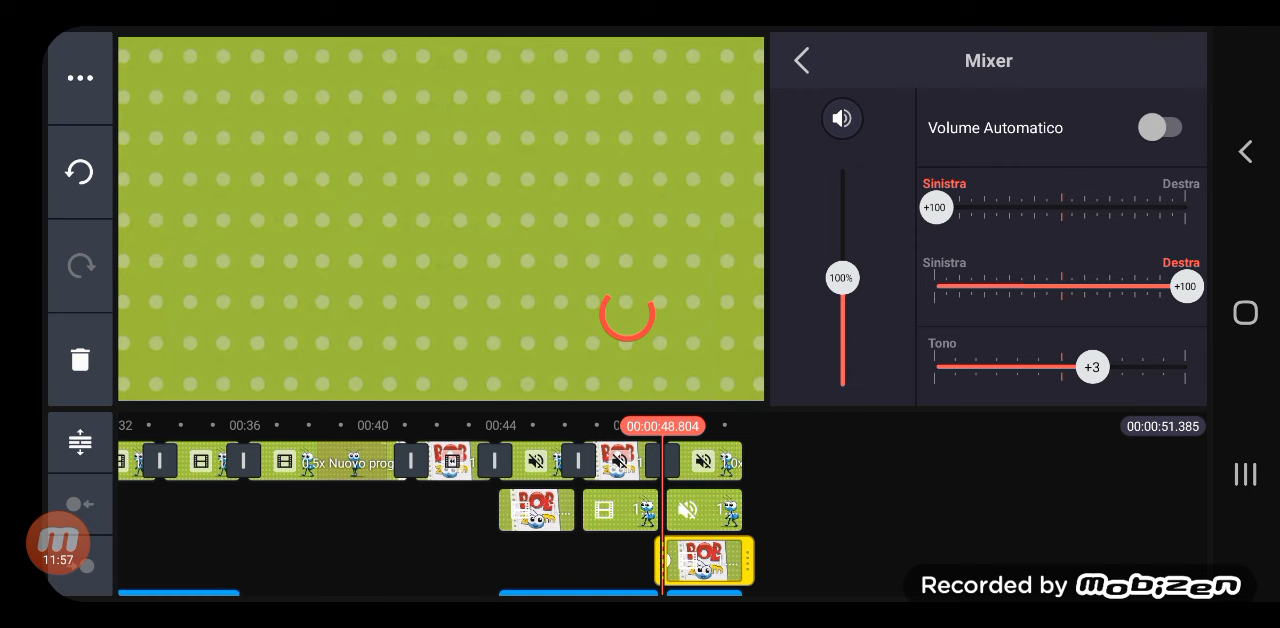 Mixer
Volume Automatico
Sinistra Destra
+100
Sinistra Destra
+100
100%
Tono
+3
32 00:36 00:40 00:44 00:00:48.804 00:00:51.385
0.5x Nuovo prog
BOB
11:57
Recorded by mobizen